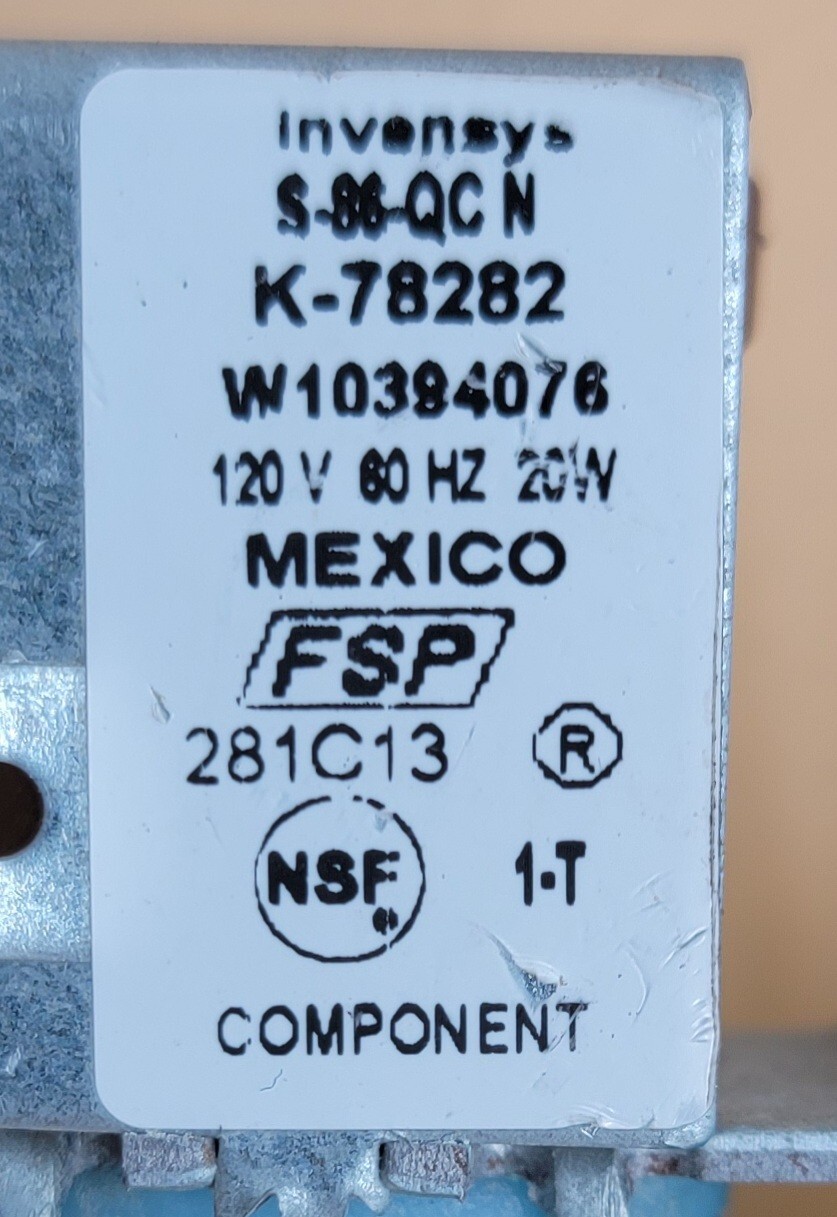 Invensys
S-86-QC N
K-78282
W10394076
120 V 60 HZ 20W
MEXICO
FSP
281C13 ®
NSF® 1-T
COMPONENT